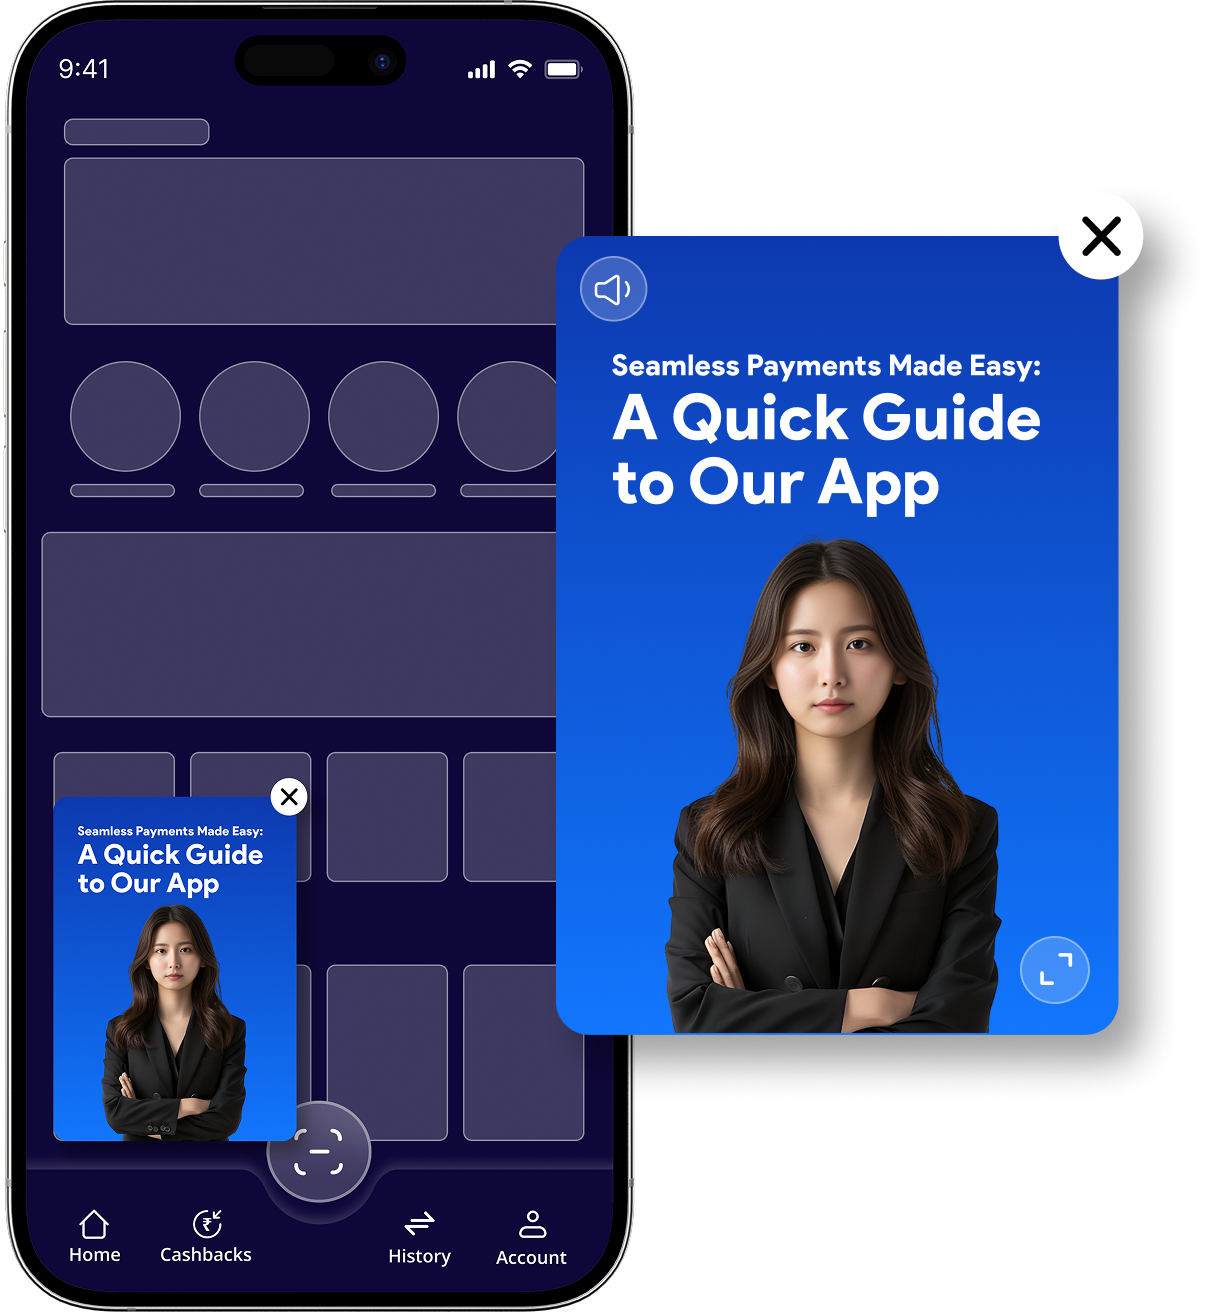 9:41
Seamless Payments Made Easy:
A Quick Guide
to Our App
Seamless Payments Made Easy:
A Quick Guide
to Our App
₹
Home
Cashbacks
History
Account